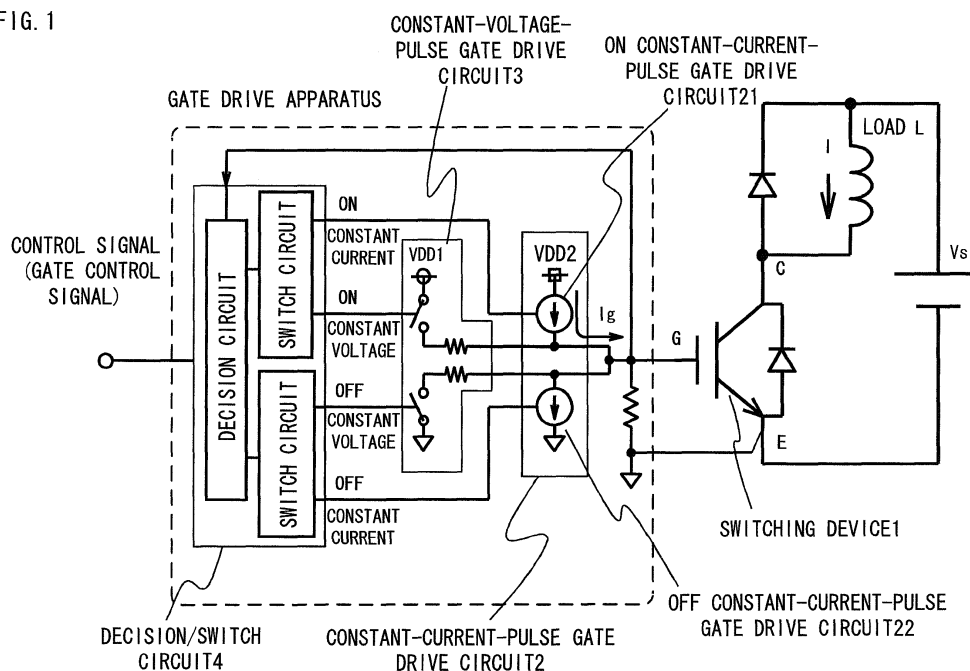 FIG. 1
CONSTANT-VOLTAGE-
PULSE GATE DRIVE
CIRCUIT3
ON CONSTANT-CURRENT-
PULSE GATE DRIVE
CIRCUIT21
GATE DRIVE APPARATUS
LOAD L
I
CONTROL SIGNAL
(GATE CONTROL
SIGNAL)
DECISION CIRCUIT
SWITCH CIRCUIT
SWITCH CIRCUIT
ON
CONSTANT
CURRENT
ON
CONSTANT
VOLTAGE
OFF
CONSTANT
VOLTAGE
OFF
CONSTANT
CURRENT
VDD1
VDD2
Ig
G
C
E
Vs
SWITCHING DEVICE1
OFF CONSTANT-CURRENT-PULSE
GATE DRIVE CIRCUIT22
DECISION/SWITCH
CIRCUIT4
CONSTANT-CURRENT-PULSE GATE
DRIVE CIRCUIT2